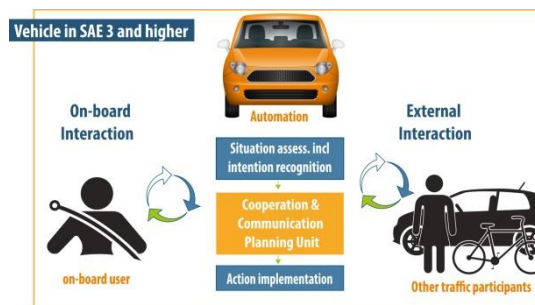 Vehicle in SAE 3 and higher
On-board
Interaction
Automation
External
Interaction
Situation assess. incl
intention recognition
Cooperation &
Communication
Planning Unit
Action implementation
on-board user
Other traffic participants